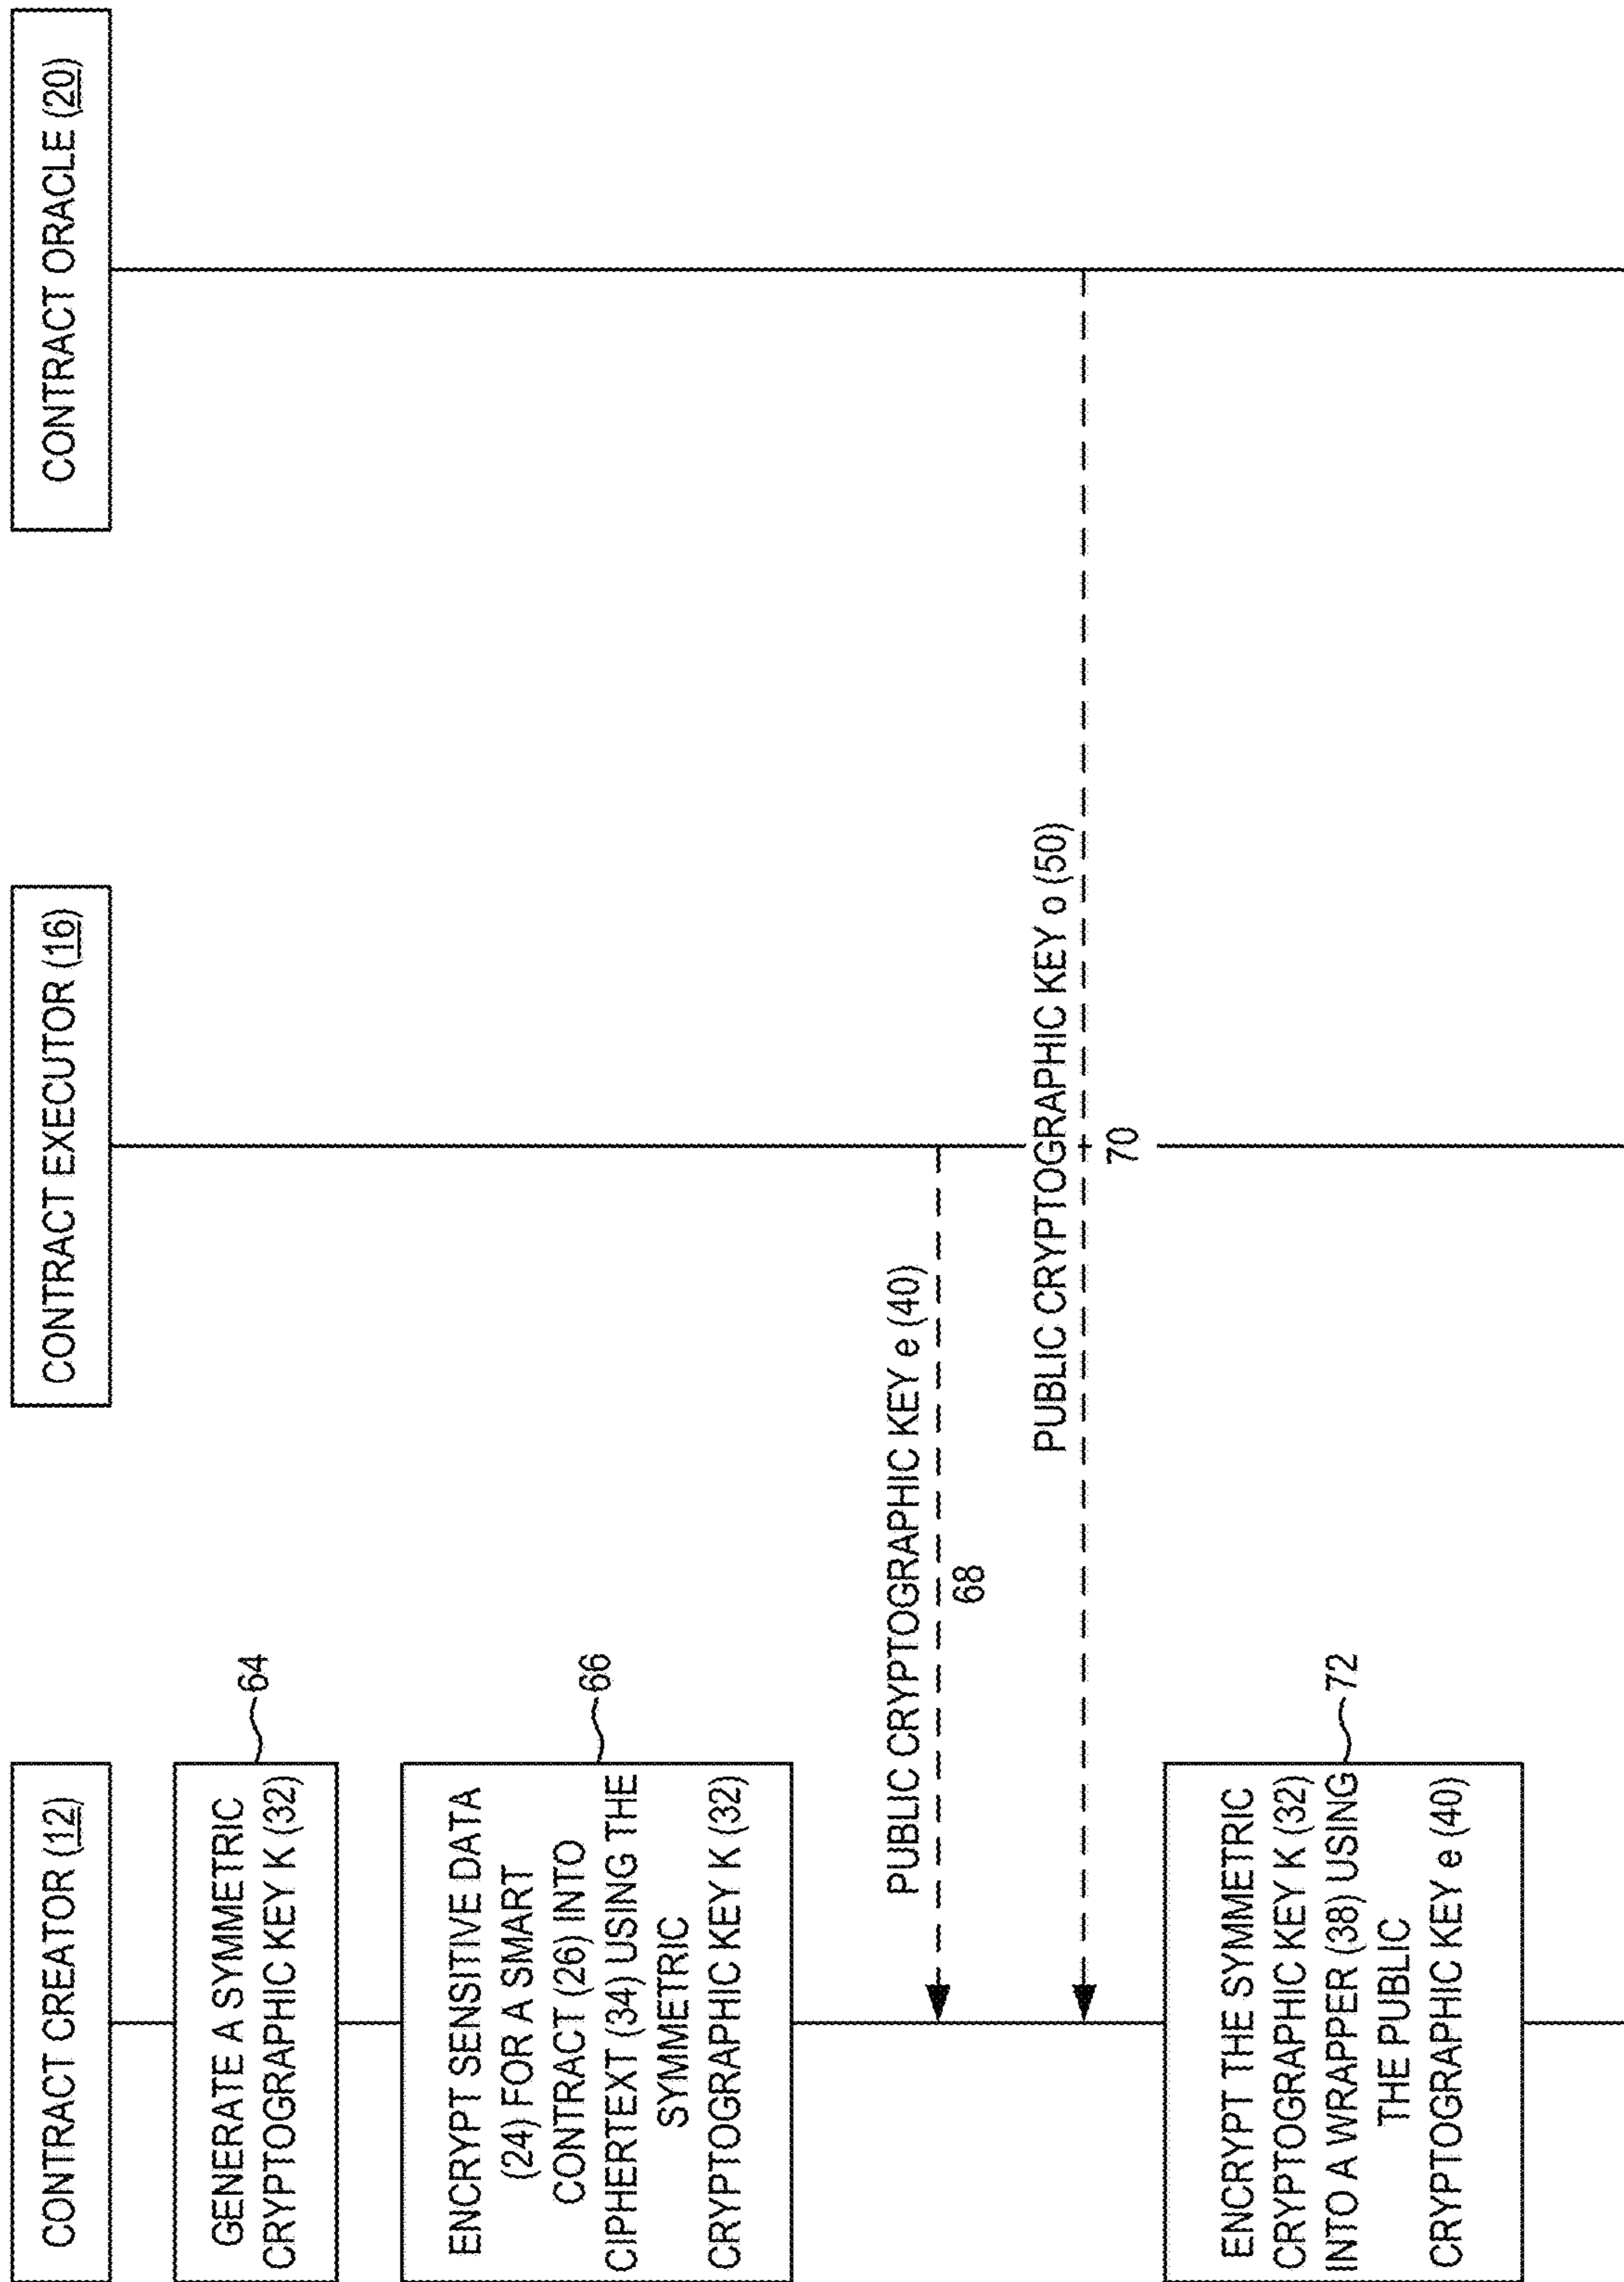 CONTRACT CREATOR (12)
CONTRACT EXECUTOR (16)
CONTRACT ORACLE (20)
GENERATE A SYMMETRIC
CRYPTOGRAPHIC KEY K (32)
64
ENCRYPT SENSITIVE DATA
(24) FOR A SMART
CONTRACT (26) INTO
CIPHERTEXT (34) USING THE
SYMMETRIC
CRYPTOGRAPHIC KEY K (32)
66
PUBLIC CRYPTOGRAPHIC KEY e (40)
68
PUBLIC CRYPTOGRAPHIC KEY o (50)
70
ENCRYPT THE SYMMETRIC
CRYPTOGRAPHIC KEY K (32)
INTO A WRAPPER (38) USING
THE PUBLIC
CRYPTOGRAPHIC KEY e (40)
72